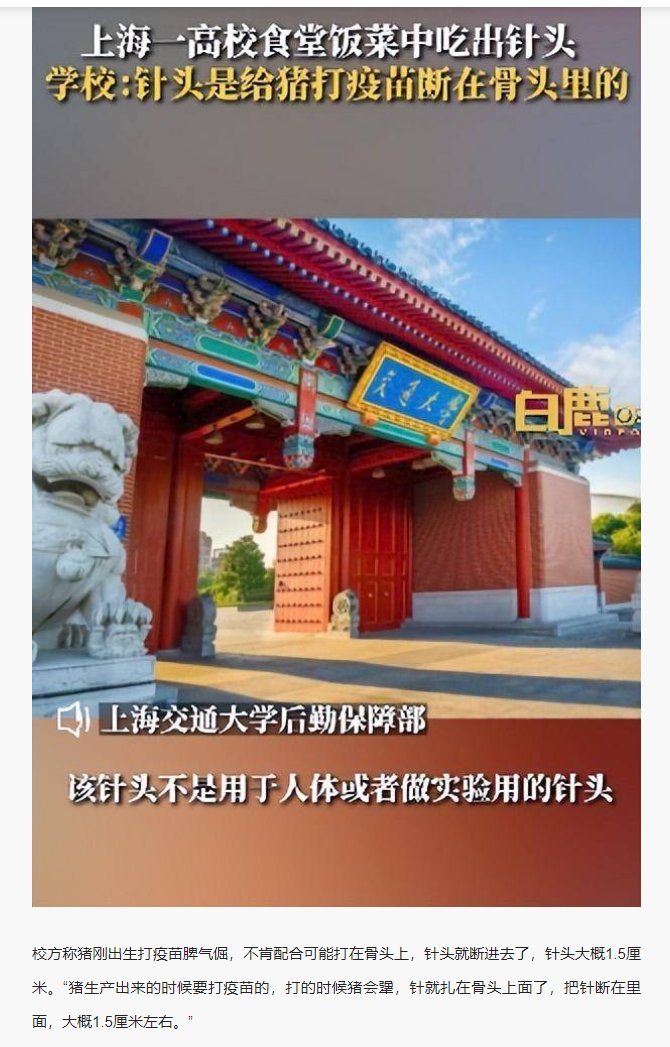 上海一高校食堂饭菜中吃出针头
学校:针头是给猪打疫苗断在骨头里的
交通大學
白鹿
VIDEO
上海交通大学后勤保障部
该针头不是用于人体或者做实验用的针头
校方称猪刚出生打疫苗脾气倔，不肯配合可能打在骨头上，针头就断进去了，针头大概1.5厘
米。“猪生产出来的时候要打疫苗的，打的时候猪会犟，针就扎在骨头上面了，把针断在里
面，大概1.5厘米左右。”